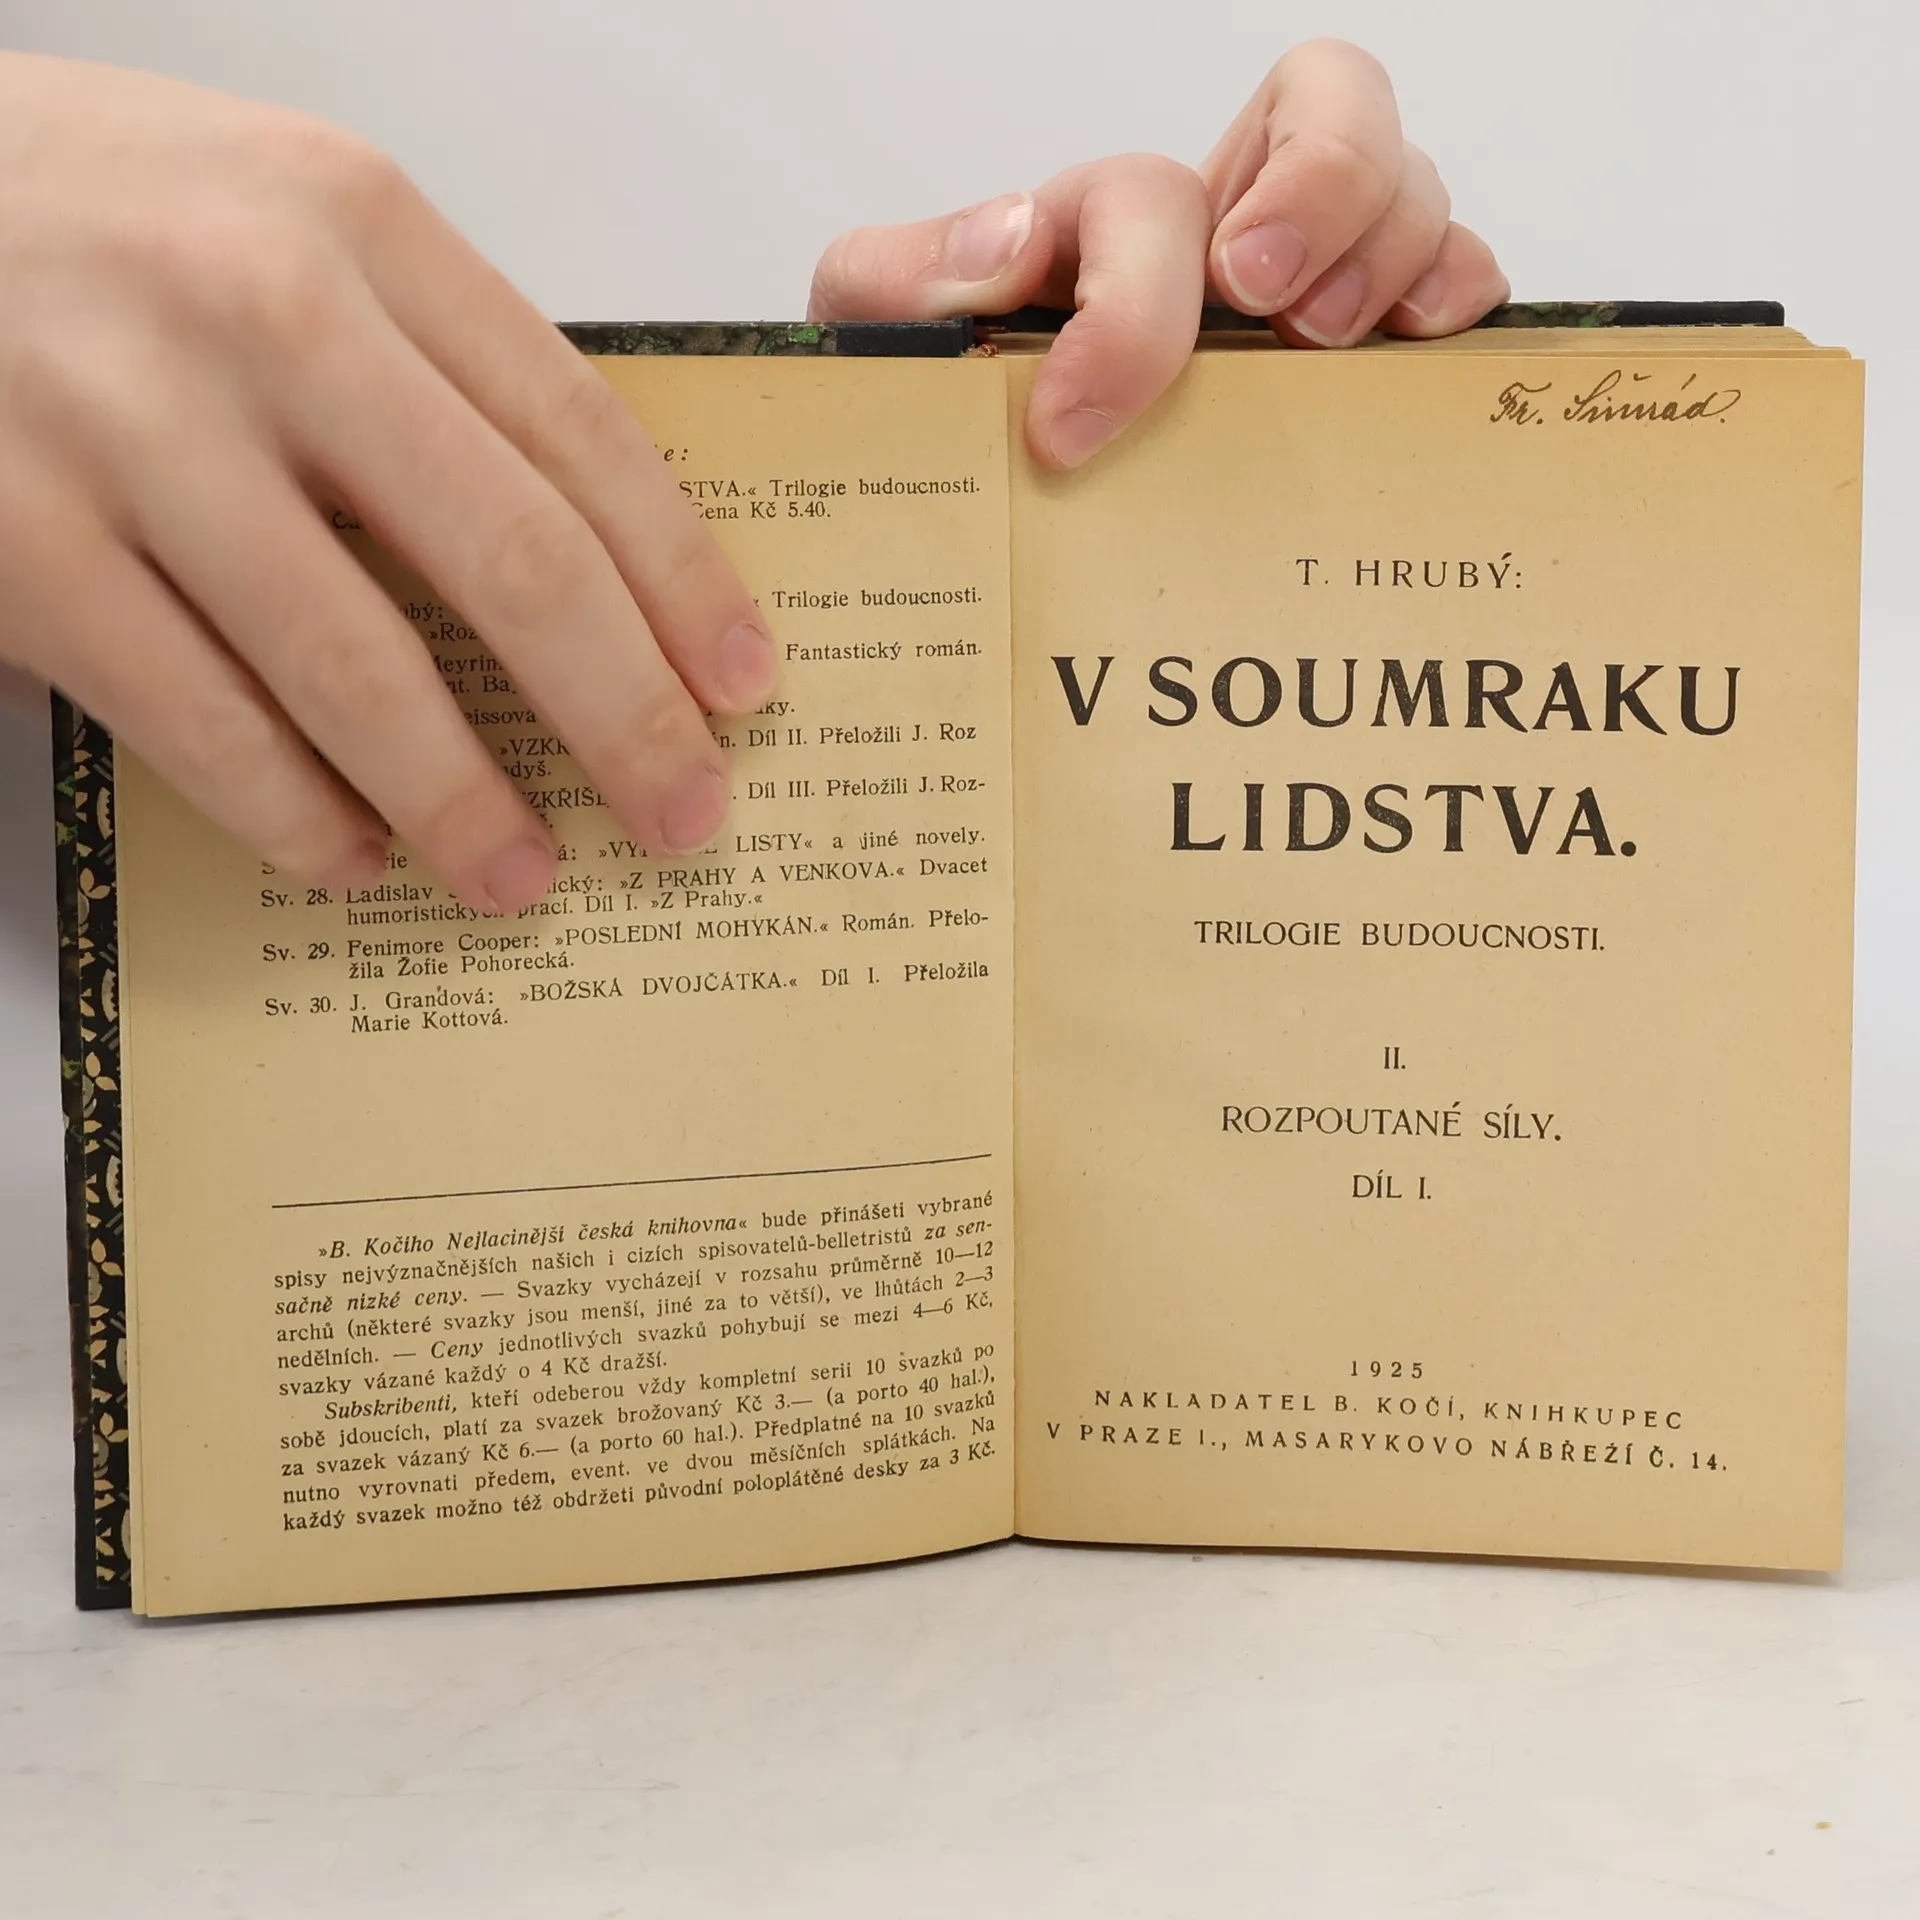 e:
STVA.« Trilogie budoucnosti.
Cena Kč 5.40.
Trilogie budoucnosti.
»Roz
Fantastický román.
nt. Ba
»VZKŘ n. Díl II. Přeložili J. Roz
dyš.
VZKŘÍŠE . Díl III. Přeložili J. Roz-
á: LISTY« a jiné novely.
Sv. 28. Ladislav nický: »Z PRAHY A VENKOVA.« Dvacet
humoristických prací. Díl I. »Z Prahy.«
Sv. 29. Fenimore Cooper: »POSLEDNÍ MOHYKÁN.« Román. Přelo-
žila Žofie Pohorecká.
Sv. 30. J. Grandová: »BOŽSKÁ DVOJČÁTKA.« Díl I. Přeložila
Marie Kottová.
»B. Kočího Nejlacinější česká knihovna« bude přinášeti vybrané
spisy nejvýznačnějších našich i cizích spisovatelů-belletristů za sen-
sačně nizké ceny. — Svazky vycházejí v rozsahu průměrně 10—12
archů (některé svazky jsou menší, jiné za to větší), ve lhůtách 2—3
nedělních. — Ceny jednotlivých svazků pohybují se mezi 4—6 Kč,
svazky vázané každý o 4 Kč dražší.
Subskribenti, kteří odeberou vždy kompletní serii 10 svazků po
sobě jdoucích, platí za svazek brožovaný Kč 3.— (a porto 40 hal.),
za svazek vázaný Kč 6.— (a porto 60 hal.). Předplatné na 10 svazků
nutno vyrovnati předem, event. ve dvou měsíčních splátkách. Na
každý svazek možno též obdržeti původní poloplátěné desky za 3 Kč.
Fr.
T. HRUBÝ:
V SOUMRAKU
LIDSTVA.
TRILOGIE BUDOUCNOSTI.
II.
ROZPOUTANÉ SÍLY.
DÍL I.
1925
NAKLADATEL B. KOČÍ, KNIHKUPEC
V PRAZE I., MASARYKOVO NÁBŘEŽÍ Č. 14.